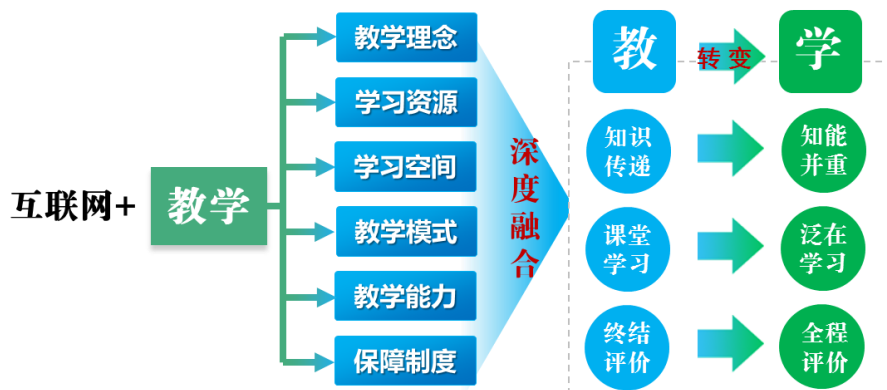 互联网+
教学
教学理念
学习资源
学习空间
教学模式
教学能力
保障制度
深度融合
教
转变
学
知识
传递
知能
并重
课堂
学习
泛在
学习
终结
评价
全程
评价